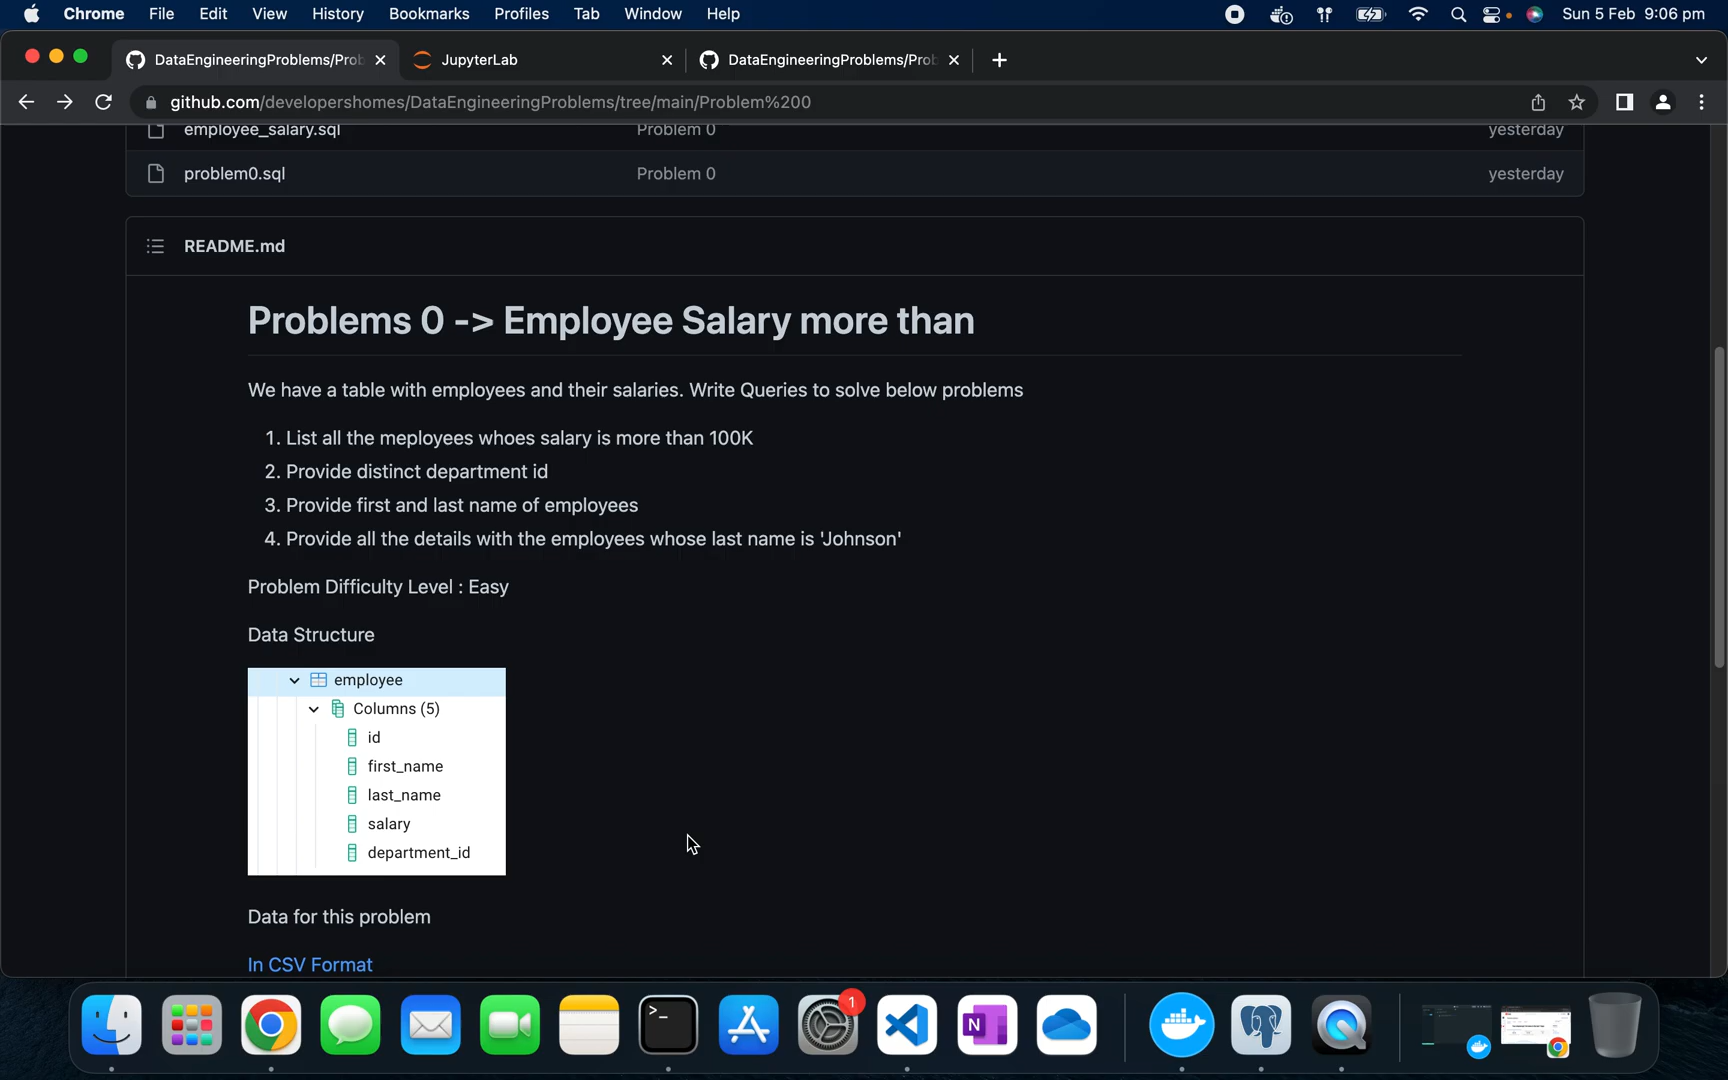 Chrome File Edit View History Bookmarks Profiles Tab Window Help Sun 5 Feb 9:06 pm
DataEngineeringProblems/Prob JupyterLab DataEngineeringProblems/Prob
github.com/developershomes/DataEngineeringProblems/tree/main/Problem%200
employee_salary.sql Problem 0 yesterday
problem0.sql Problem 0 yesterday
README.md
Problems 0 -> Employee Salary more than
We have a table with employees and their salaries. Write Queries to solve below problems
1. List all the meployees whoes salary is more than 100K
2. Provide distinct department id
3. Provide first and last name of employees
4. Provide all the details with the employees whose last name is 'Johnson'
Problem Difficulty Level : Easy
Data Structure
employee
Columns (5)
id
first_name
last_name
salary
department_id
Data for this problem
In CSV Format
1
>_
N